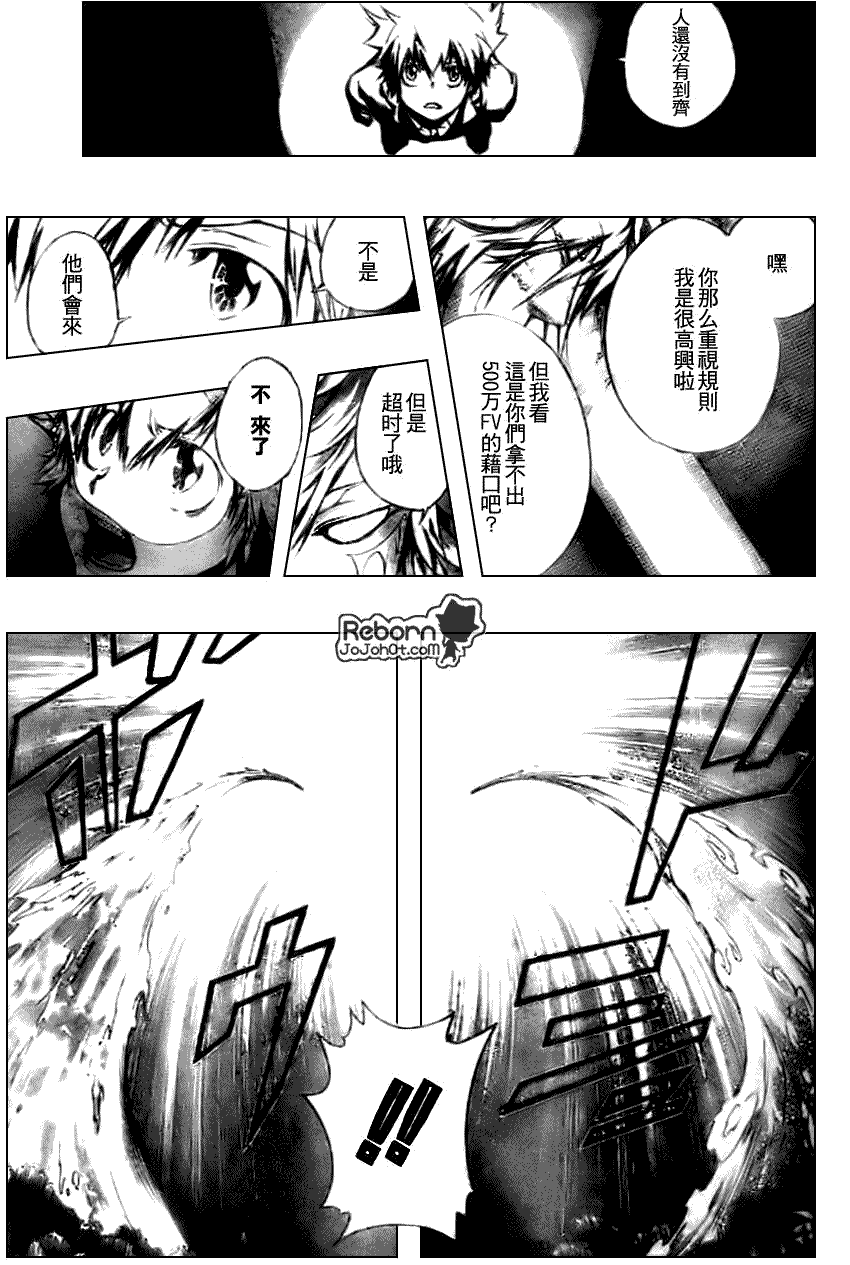 人還沒有到齊
嘿
你那么重視規則
我是很高興啦
但我看
這是你們拿不出
500万FV的藉口吧？
不是
他們會來
但是
超时了哦
不來了
Reborn
JoJohOt.com
!!